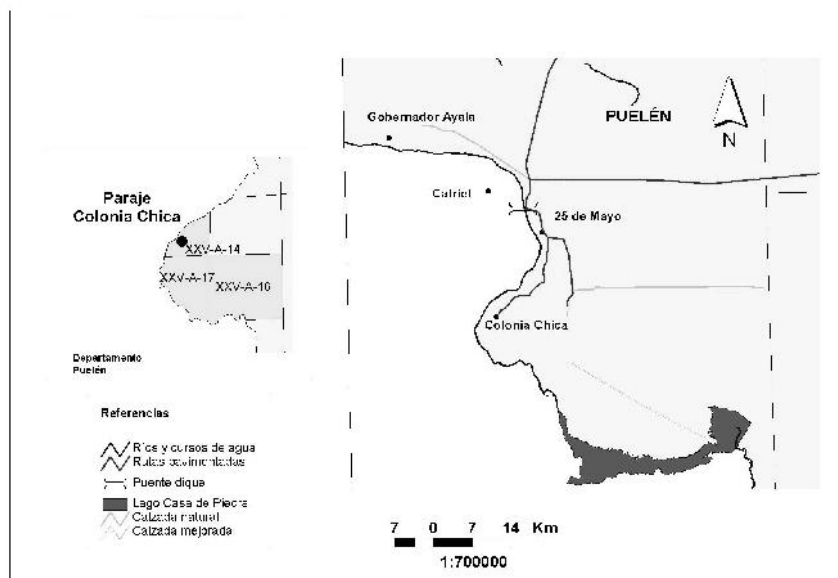 Gobernador Ayala
PUELÉN
N
Catriel
25 de Mayo
Colonia Chica
Paraje
Colonia Chica
XXV-A-14
XXV-A-17
XXV-A-16
Departamento
Puelén
Referencias
Ríos y cursos de agua
Rutas pavimentadas
Puente dique
Lago Casa de Piedra
Calzada natural
Calzada mejorada
7 0 7 14 Km
1:700000